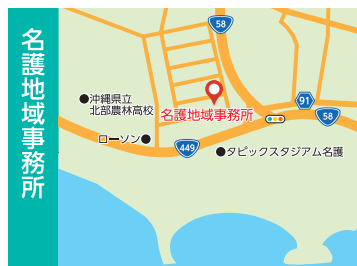 名護地域事務所
58
91
沖縄県立
北部農林高校
名護地域事務所
58
ローソン
449
タピックスタジアム名護